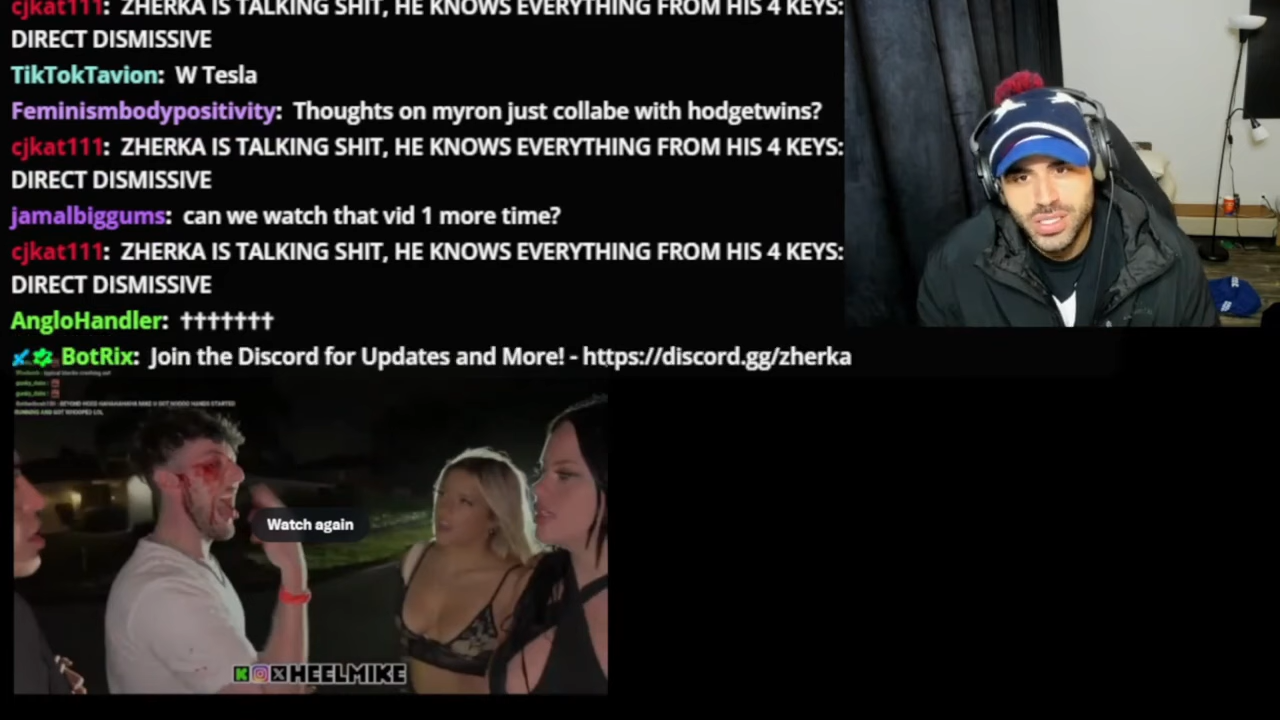 cjkat111: ZHERKA IS TALKING SHIT, HE KNOWS EVERYTHING FROM HIS 4 KEYS:
DIRECT DISMISSIVE
TikTokTavion: W Tesla
Feminismbodypositivity: Thoughts on myron just collabe with hodgetwins?
cjkat111: ZHERKA IS TALKING SHIT, HE KNOWS EVERYTHING FROM HIS 4 KEYS:
DIRECT DISMISSIVE
jamalbiggums: can we watch that vid 1 more time?
cjkat111: ZHERKA IS TALKING SHIT, HE KNOWS EVERYTHING FROM HIS 4 KEYS:
DIRECT DISMISSIVE
AngloHandler: †††††††
BotRix: Join the Discord for Updates and More! - https://discord.gg/zherka
Watch again
K X HEELMIKE